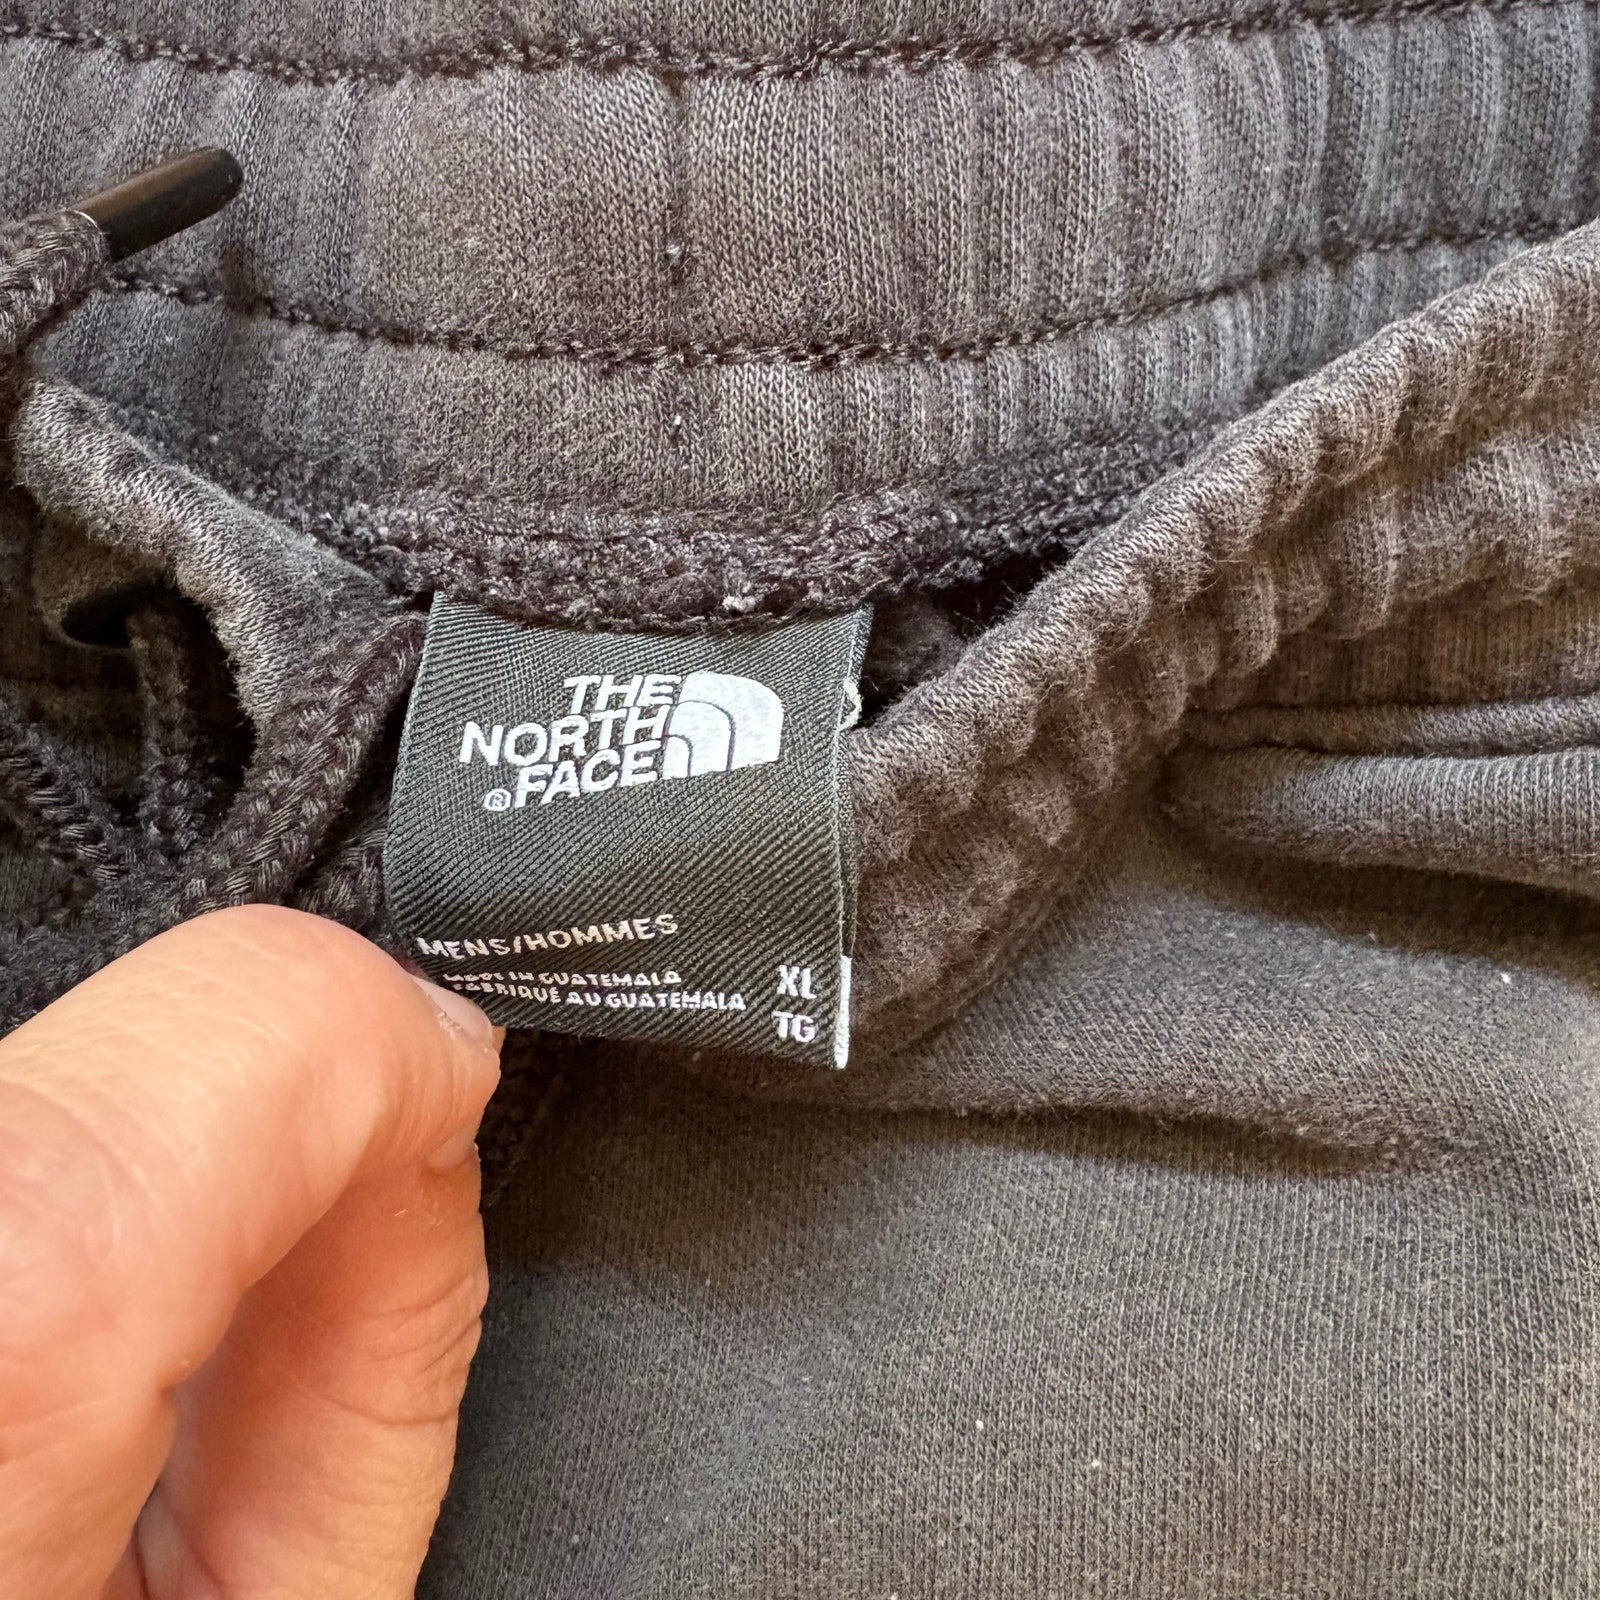 THE
NORTH
FACE
®
MENS/HOMMES
MADE IN GUATEMALA
FABRIQUÉ AU GUATEMALA
XL
TG